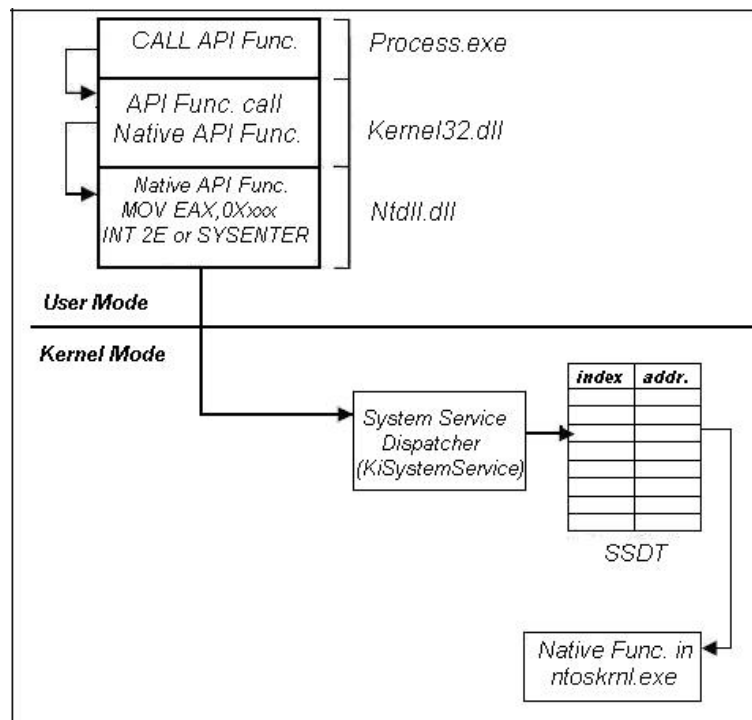 CALL API Func.
Process.exe
API Func. call
Native API Func.
Kernel32.dll
Native API Func.
MOV EAX,0Xxxx
INT 2E or SYSENTER
Ntdll.dll
User Mode
Kernel Mode
index addr.
System Service
Dispatcher
(KiSystemService)
SSDT
Native Func. in
ntoskrnl.exe